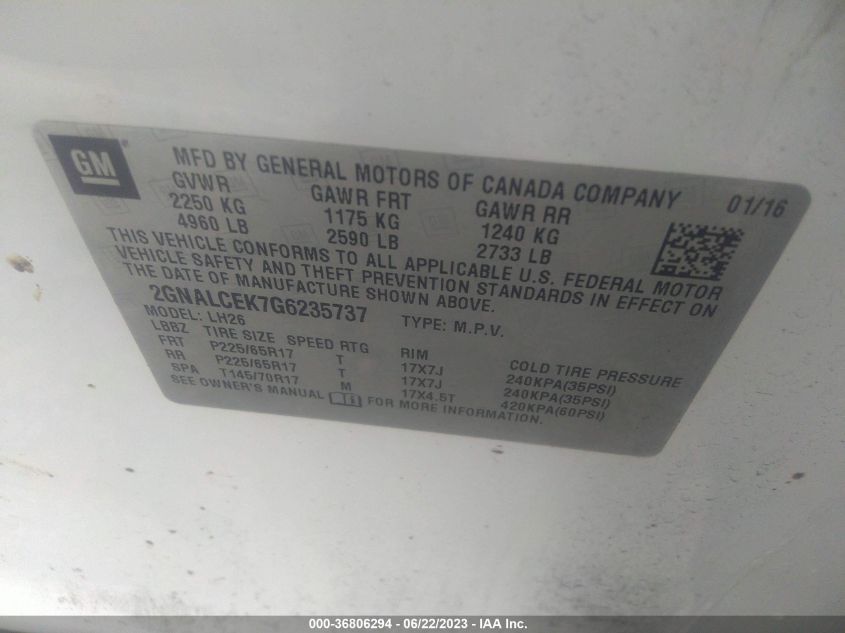 GM
MFD BY GENERAL MOTORS OF CANADA COMPANY 01/16
GVWR GAWR FRT GAWR RR
2250 KG 1175 KG 1240 KG
4960 LB 2590 LB 2733 LB
THIS VEHICLE CONFORMS TO ALL APPLICABLE U.S. FEDERAL MOTOR
VEHICLE SAFETY AND THEFT PREVENTION STANDARDS IN EFFECT ON
THE DATE OF MANUFACTURE SHOWN ABOVE.
2GNALCEK7G6235737 TYPE: M.P.V.
MODEL: LH26
LBBZ TIRE SIZE SPEED RTG RIM COLD TIRE PRESSURE
FRT P225/65R17 T 17X7J 240KPA(35PSI)
RR P225/65R17 T 17X7J 240KPA(35PSI)
SPA T145/70R17 M 17X4.5T 420KPA(60PSI)
SEE OWNER'S MANUAL FOR MORE INFORMATION.
000-36806294 - 06/22/2023 - IAA Inc.